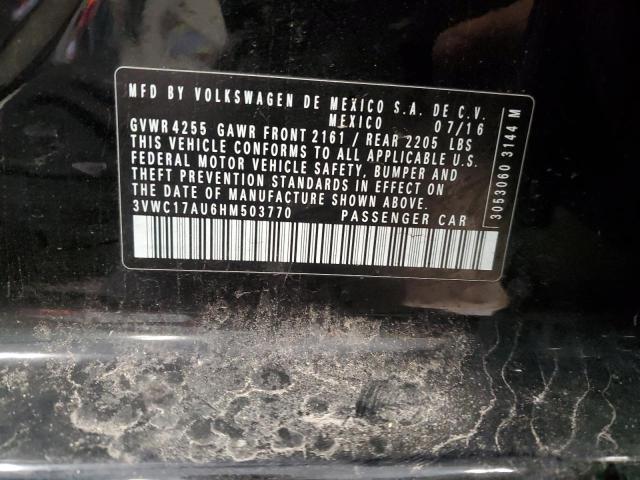 MFD BY VOLKSWAGEN DE MEXICO S.A. DE C.V.
MEXICO 07/16
GVWR 4255 GAWR FRONT 2161 / REAR 2205 LBS
THIS VEHICLE CONFORMS TO ALL APPLICABLE U.S.
FEDERAL MOTOR VEHICLE SAFETY, BUMPER AND
THEFT PREVENTION STANDARDS IN EFFECT ON
THE DATE OF MANUFACTURE SHOWN ABOVE.
3VWC17AU6HM503770 PASSENGER CAR
3053060 3144 M